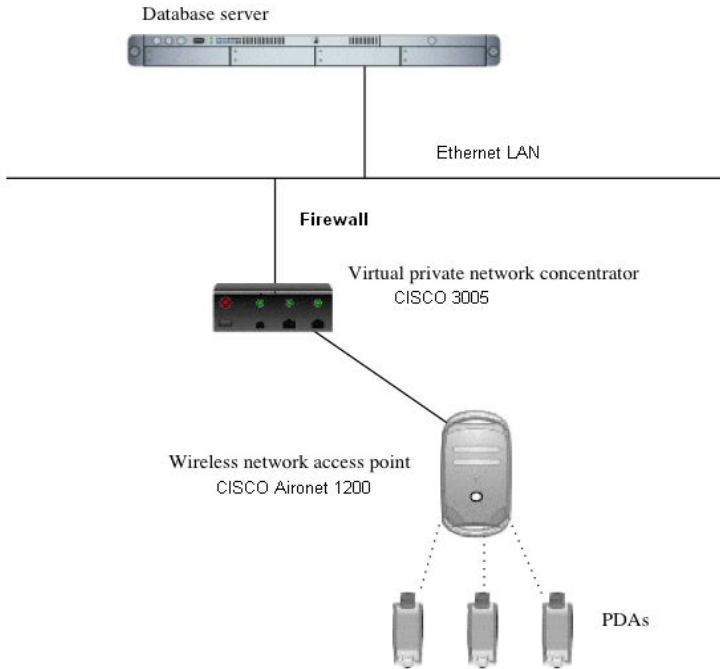 Database server
Ethernet LAN
Firewall
Virtual private network concentrator
CISCO 3005
Wireless network access point
CISCO Aironet 1200
PDAs